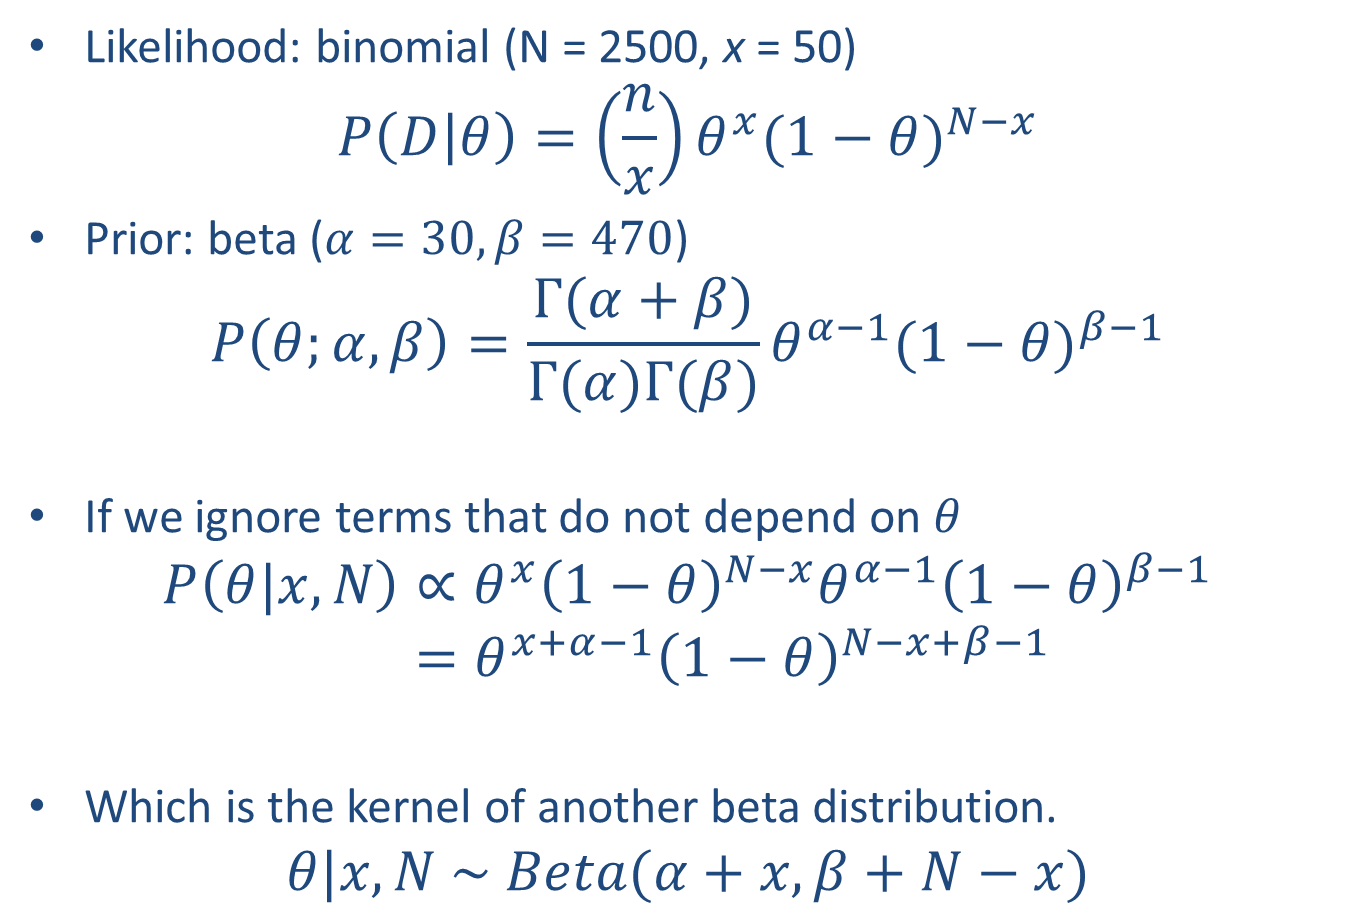 • Likelihood: binomial (N = 2500, x = 50)
P(D|θ) = (n/x) θ^x(1 − θ)^{N−x}
• Prior: beta (α = 30, β = 470)
P(θ; α, β) = Γ(α + β)/Γ(α)Γ(β) θ^{α−1}(1 − θ)^{β−1}
• If we ignore terms that do not depend on θ
P(θ|x, N) ∝ θ^x(1 − θ)^{N−x}θ^{α−1}(1 − θ)^{β−1}
= θ^{x+α−1}(1 − θ)^{N−x+β−1}
• Which is the kernel of another beta distribution.
θ|x, N ~ Beta(α + x, β + N − x)